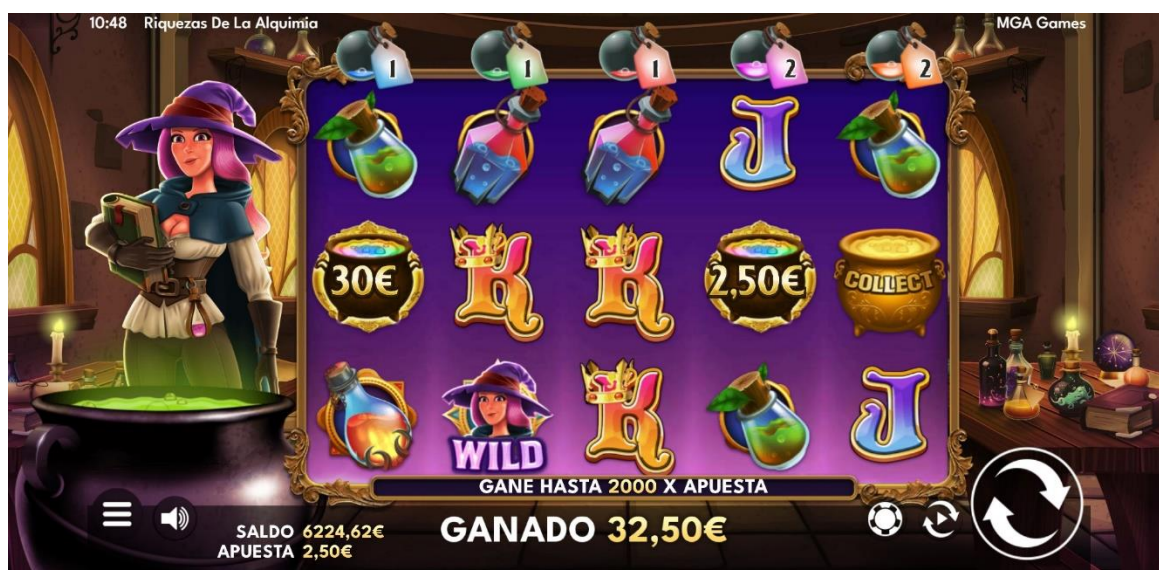 10:48 Riquezas De La Alquimia
MGA Games
1 1 1 2 2
J
30€ K K 2,50€ COLLECT
WILD K J
GANE HASTA 2000 X APUESTA
SALDO 6224,62€
APUESTA 2,50€
GANADO 32,50€